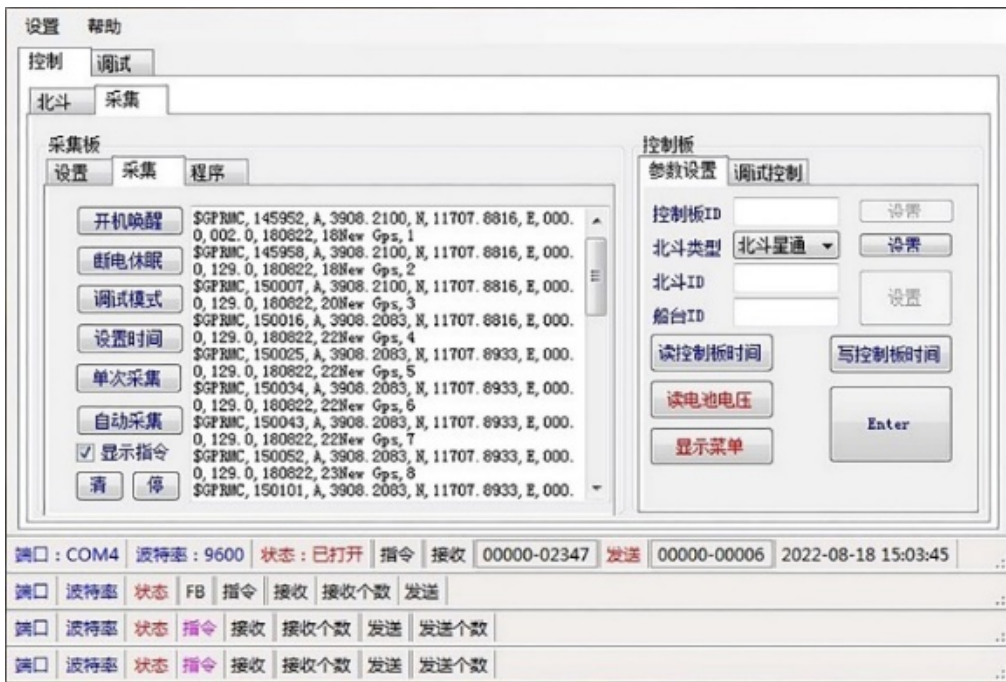 设置 帮助
控制 调试
北斗 采集
采集板
设置 采集 程序
开机唤醒
断电休眠
调试模式
设置时间
单次采集
自动采集
显示指令
清 停
$GPRMC, 145952, A, 3908. 2100, N, 11707. 8816, E, 000.
0, 002. 0, 180822, 18New Gps, 1
$GPRMC, 145958, A, 3908. 2100, N, 11707. 8816, E, 000.
0, 129. 0, 180822, 18New Gps, 2
$GPRMC, 150007, A, 3908. 2100, N, 11707. 8816, E, 000.
0, 129. 0, 180822, 20New Gps, 3
$GPRMC, 150016, A, 3908. 2083, N, 11707. 8816, E, 000.
0, 129. 0, 180822, 22New Gps, 4
$GPRMC, 150025, A, 3908. 2083, N, 11707. 8933, E, 000.
0, 129. 0, 180822, 22New Gps, 5
$GPRMC, 150034, A, 3908. 2083, N, 11707. 8933, E, 000.
0, 129. 0, 180822, 22New Gps, 6
$GPRMC, 150043, A, 3908. 2083, N, 11707. 8933, E, 000.
0, 129. 0, 180822, 22New Gps, 7
$GPRMC, 150052, A, 3908. 2083, N, 11707. 8933, E, 000.
0, 129. 0, 180822, 23New Gps, 8
$GPRMC, 150101, A, 3908. 2083, N, 11707. 8933, E, 000.
控制板
参数设置 调试控制
控制板ID 设置
北斗类型 北斗星通 设置
北斗ID
设置
船台ID
读控制板时间 写控制板时间
读电池电压
Enter
显示菜单
端口：COM4 波特率：9600 状态：已打开 指令 接收 00000-02347 发送 00000-00006 2022-08-18 15:03:45
端口 波特率 状态 FB 指令 接收 接收个数 发送
端口 波特率 状态 指令 接收 接收个数 发送 发送个数
端口 波特率 状态 指令 接收 接收个数 发送 发送个数